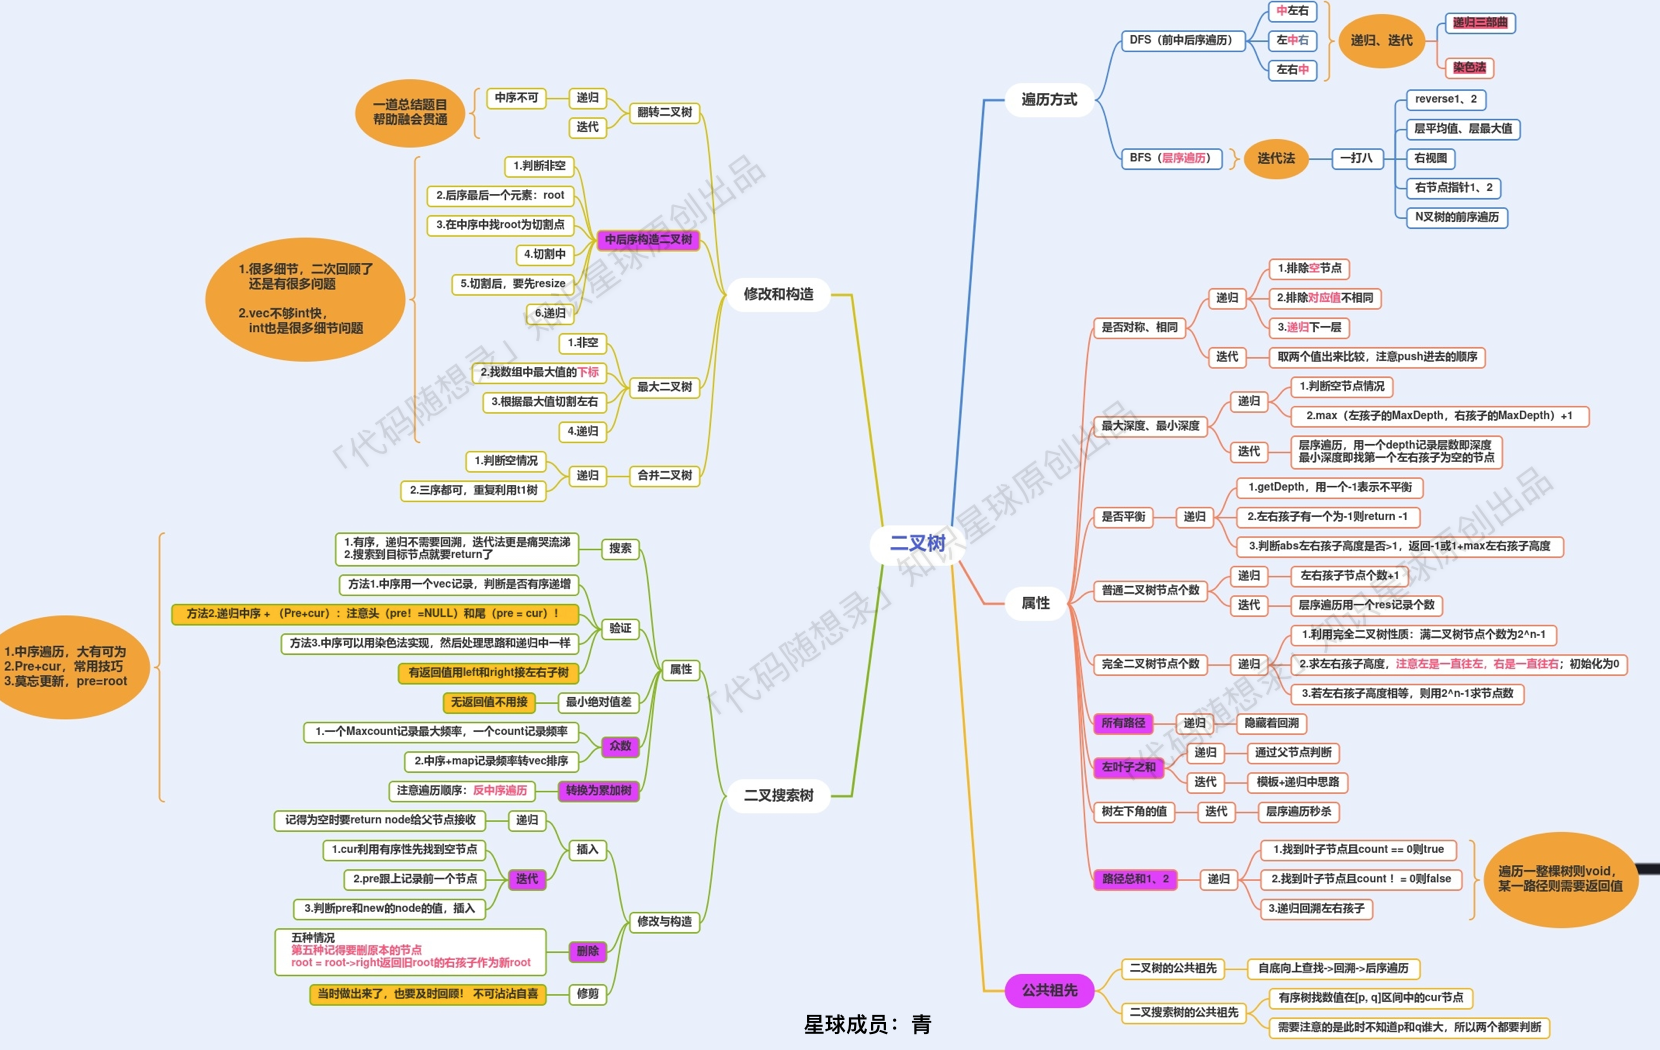 二叉树
遍历方式
DFS（前中后序遍历）
中左右
左中右
左右中
递归、迭代
递归三部曲
染色法
BFS（层序遍历）
迭代法
一打八
reverse1、2
层平均值、层最大值
右视图
右节点指针1、2
N叉树的前序遍历
属性
是否对称、相同
递归
1.排除空节点
2.排除对应值不相同
3.递归下一层
迭代
取两个值出来比较，注意push进去的顺序
最大深度、最小深度
递归
1.判断空节点情况
2.max（左孩子的MaxDepth，右孩子的MaxDepth）+1
迭代
层序遍历，用一个depth记录层数即深度
最小深度即找第一个左右孩子为空的节点
是否平衡
递归
1.getDepth，用一个-1表示不平衡
2.左右孩子有一个为-1则return -1
3.判断abs左右孩子高度是否>1，返回-1或1+max左右孩子高度
普通二叉树节点个数
递归
左右孩子节点个数+1
迭代
层序遍历用一个res记录个数
完全二叉树节点个数
递归
1.利用完全二叉树性质：满二叉树节点个数为2^n-1
2.求左右孩子高度，注意左是一直往左，右是一直往右；初始化为0
3.若左右孩子高度相等，则用2^n-1求节点数
所有路径
递归
隐藏着回溯
左叶子之和
递归
通过父节点判断
迭代
模板+递归中思路
树左下角的值
迭代
层序遍历秒杀
路径总和1、2
递归
1.找到叶子节点且count == 0则true
2.找到叶子节点且count ！= 0则false
3.递归回溯左右孩子
遍历一整棵树则void，
某一路径则需要返回值
公共祖先
二叉树的公共祖先
自底向上查找->回溯->后序遍历
二叉搜索树的公共祖先
有序树找数值在[p, q]区间中的cur节点
需要注意的是此时不知道p和q谁大，所以两个都要判断
修改和构造
翻转二叉树
递归
中序不可
迭代
一道总结题目
帮助融会贯通
中后序构造二叉树
1.判断非空
2.后序最后一个元素：root
3.在中序中找root为切割点
4.切割中
5.切割后，要先resize
6.递归
最大二叉树
1.非空
2.找数组中最大值的下标
3.根据最大值切割左右
4.递归
1.很多细节，二次回顾了
还是有很多问题
2.vec不够int快，
int也是很多细节问题
合并二叉树
递归
1.判断空情况
2.三序都可，重复利用t1树
二叉搜索树
属性
搜索
1.有序，递归不需要回溯，迭代法更是痛哭流涕
2.搜索到目标节点就要return了
验证
方法1.中序用一个vec记录，判断是否有序递增
方法2.递归中序 + （Pre+cur）：注意头（pre！=NULL）和尾（pre = cur）！
方法3.中序可以用染色法实现，然后处理思路和递归中一样
有返回值用left和right接左右子树
最小绝对值差
无返回值不用接
众数
1.一个Maxcount记录最大频率，一个count记录频率
2.中序+map记录频率转vec排序
转换为累加树
注意遍历顺序：反中序遍历
1.中序遍历，大有可为
2.Pre+cur，常用技巧
3.莫忘更新，pre=root
修改与构造
插入
递归
记得为空时要return node给父节点接收
迭代
1.cur利用有序性先找到空节点
2.pre跟上记录前一个节点
3.判断pre和new的node的值，插入
删除
五种情况
第五种记得要删原本的节点
root = root->right返回旧root的右孩子作为新root
修剪
当时做出来了，也要及时回顾！ 不可沾沾自喜
「代码随想录」知识星球原创出品
「代码随想录」知识星球原创出品
「代码随想录」知识星球原创出品
星球成员：青